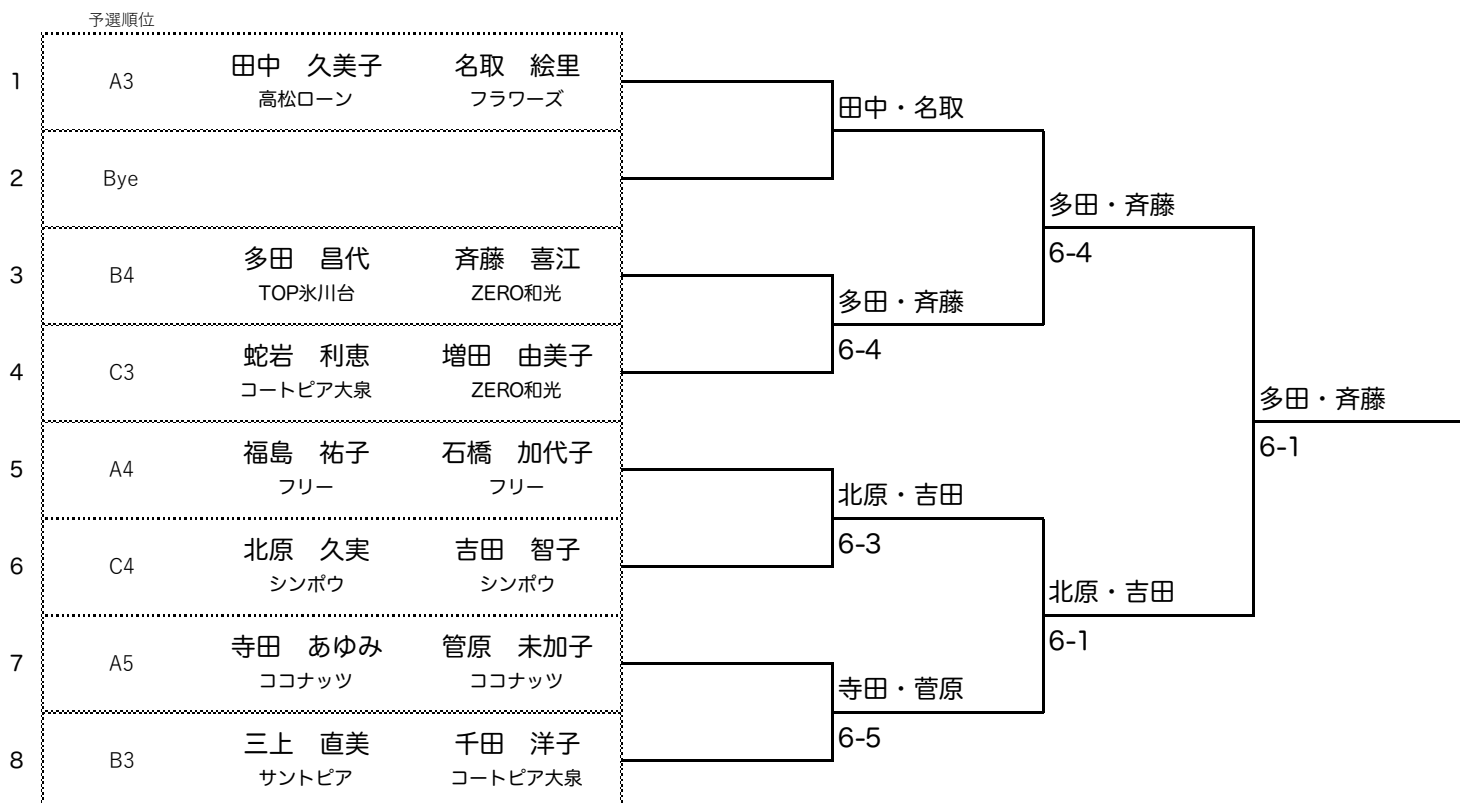 予選順位
1 A3 田中　久美子 名取　絵里
高松ローン フラワーズ
田中・名取
2 Bye
多田・斉藤
6-4
3 B4 多田　昌代 斉藤　喜江
TOP氷川台 ZERO和光
多田・斉藤
6-4
4 C3 蛇岩　利恵 増田　由美子
コートピア大泉 ZERO和光
多田・斉藤
6-1
5 A4 福島　祐子 石橋　加代子
フリー フリー
北原・吉田
6-3
6 C4 北原　久実 吉田　智子
シンポウ シンポウ
北原・吉田
6-1
7 A5 寺田　あゆみ 管原　未加子
ココナッツ ココナッツ
寺田・菅原
6-5
8 B3 三上　直美 千田　洋子
サントピア コートピア大泉